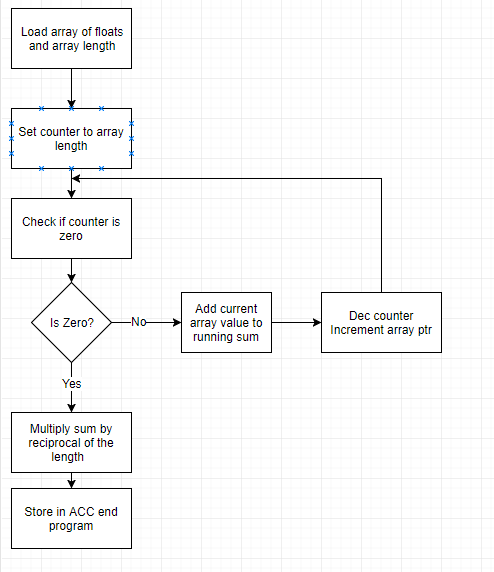 Load array of floats
and array length
Set counter to array
length
Check if counter is
zero
Is Zero?
No
Add current
array value to
running sum
Dec counter
Increment array ptr
Yes
Multiply sum by
reciprocal of the
length
Store in ACC end
program